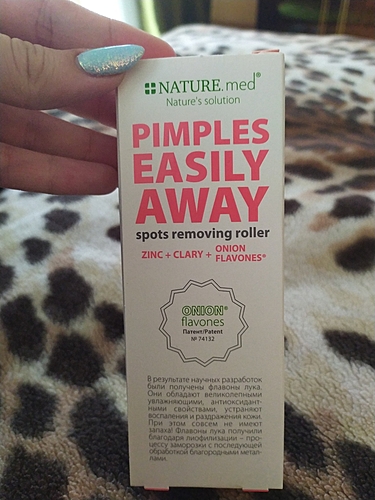 NATURE.med®
Nature's solution
PIMPLES
EASILY
AWAY
spots removing roller
ZINC + CLARY + ONION
FLAVONES®
ONION®
flavones
Патент/Patent
№ 74132
В результате научных разработок
были получены флавоны лука.
Они обладают великолепными
увлажняющими, антиоксидант-
ными свойствами, устраняют
воспаления и раздражения кожи.
При этом совсем не имеют
запаха! Флавоны лука получили
благодаря лиофилизации – про-
цессу заморозки с последующей
обработкой благородными метал-
лами.